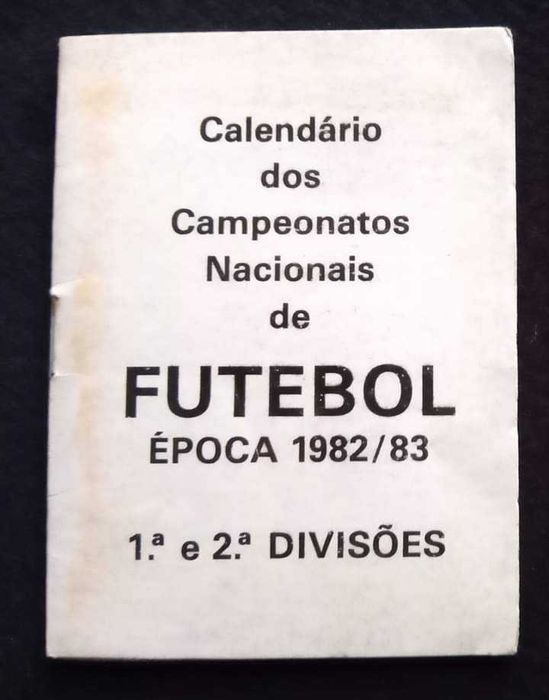 Calendário
dos
Campeonatos
Nacionais
de
FUTEBOL
ÉPOCA 1982/83
1.ª e 2.ª DIVISÕES